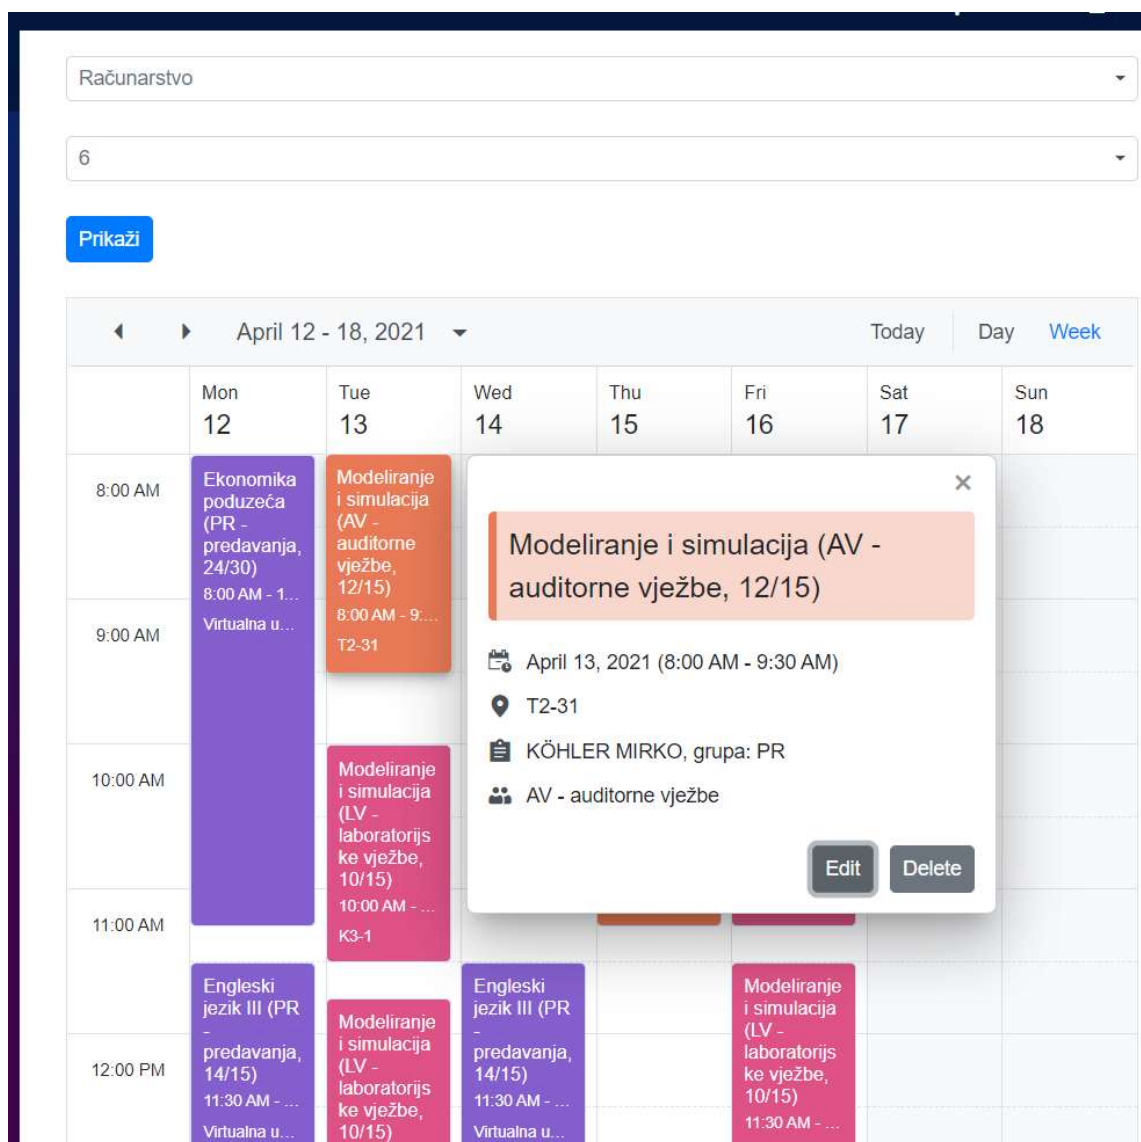 Računarstvo
6
Prikaži
April 12 - 18, 2021
Today
Day
Week
Mon
12
Tue
13
Wed
14
Thu
15
Fri
16
Sat
17
Sun
18
8:00 AM
9:00 AM
10:00 AM
11:00 AM
12:00 PM
Ekonomika
poduzeća
(PR -
predavanja,
24/30)
8:00 AM - 1...
Virtualna u...
Engleski
jezik III (PR
-
predavanja,
14/15)
11:30 AM - ...
Virtualna u...
Modeliranje
i simulacija
(AV -
auditorne
vježbe,
12/15)
8:00 AM - 9:...
T2-31
Modeliranje
i simulacija
(LV -
laboratorijs
ke vježbe,
10/15)
10:00 AM - ...
K3-1
Modeliranje
i simulacija
(LV -
laboratorijs
ke vježbe,
10/15)
Engleski
jezik III (PR
-
predavanja,
14/15)
11:30 AM - ...
Virtualna u...
Modeliranje
i simulacija
(LV -
laboratorijs
ke vježbe,
10/15)
11:30 AM - ...
×
Modeliranje i simulacija (AV -
auditorne vježbe, 12/15)
April 13, 2021 (8:00 AM - 9:30 AM)
T2-31
KÖHLER MIRKO, grupa: PR
AV - auditorne vježbe
Edit
Delete